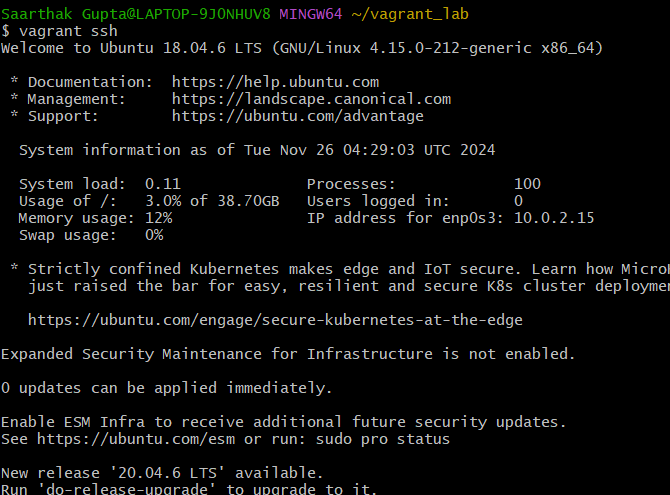 Saarthak Gupta@LAPTOP-9J0NHUV8 MINGW64 ~/vagrant_lab
$ vagrant ssh
Welcome to Ubuntu 18.04.6 LTS (GNU/Linux 4.15.0-212-generic x86_64)
* Documentation: https://help.ubuntu.com
* Management: https://landscape.canonical.com
* Support: https://ubuntu.com/advantage
System information as of Tue Nov 26 04:29:03 UTC 2024
System load: 0.11 Processes: 100
Usage of /: 3.0% of 38.70GB Users logged in: 0
Memory usage: 12% IP address for enp0s3: 10.0.2.15
Swap usage: 0%
* Strictly confined Kubernetes makes edge and IoT secure. Learn how
just raised the bar for easy, resilient and secure K8s cluster
https://ubuntu.com/engage/secure-kubernetes-at-the-edge
Expanded Security Maintenance for Infrastructure is not enabled.
0 updates can be applied immediately.
Enable ESM Infra to receive additional future security updates.
See https://ubuntu.com/esm or run: sudo pro status
New release '20.04.6 LTS' available.
Run 'do-release-upgrade' to upgrade to it.